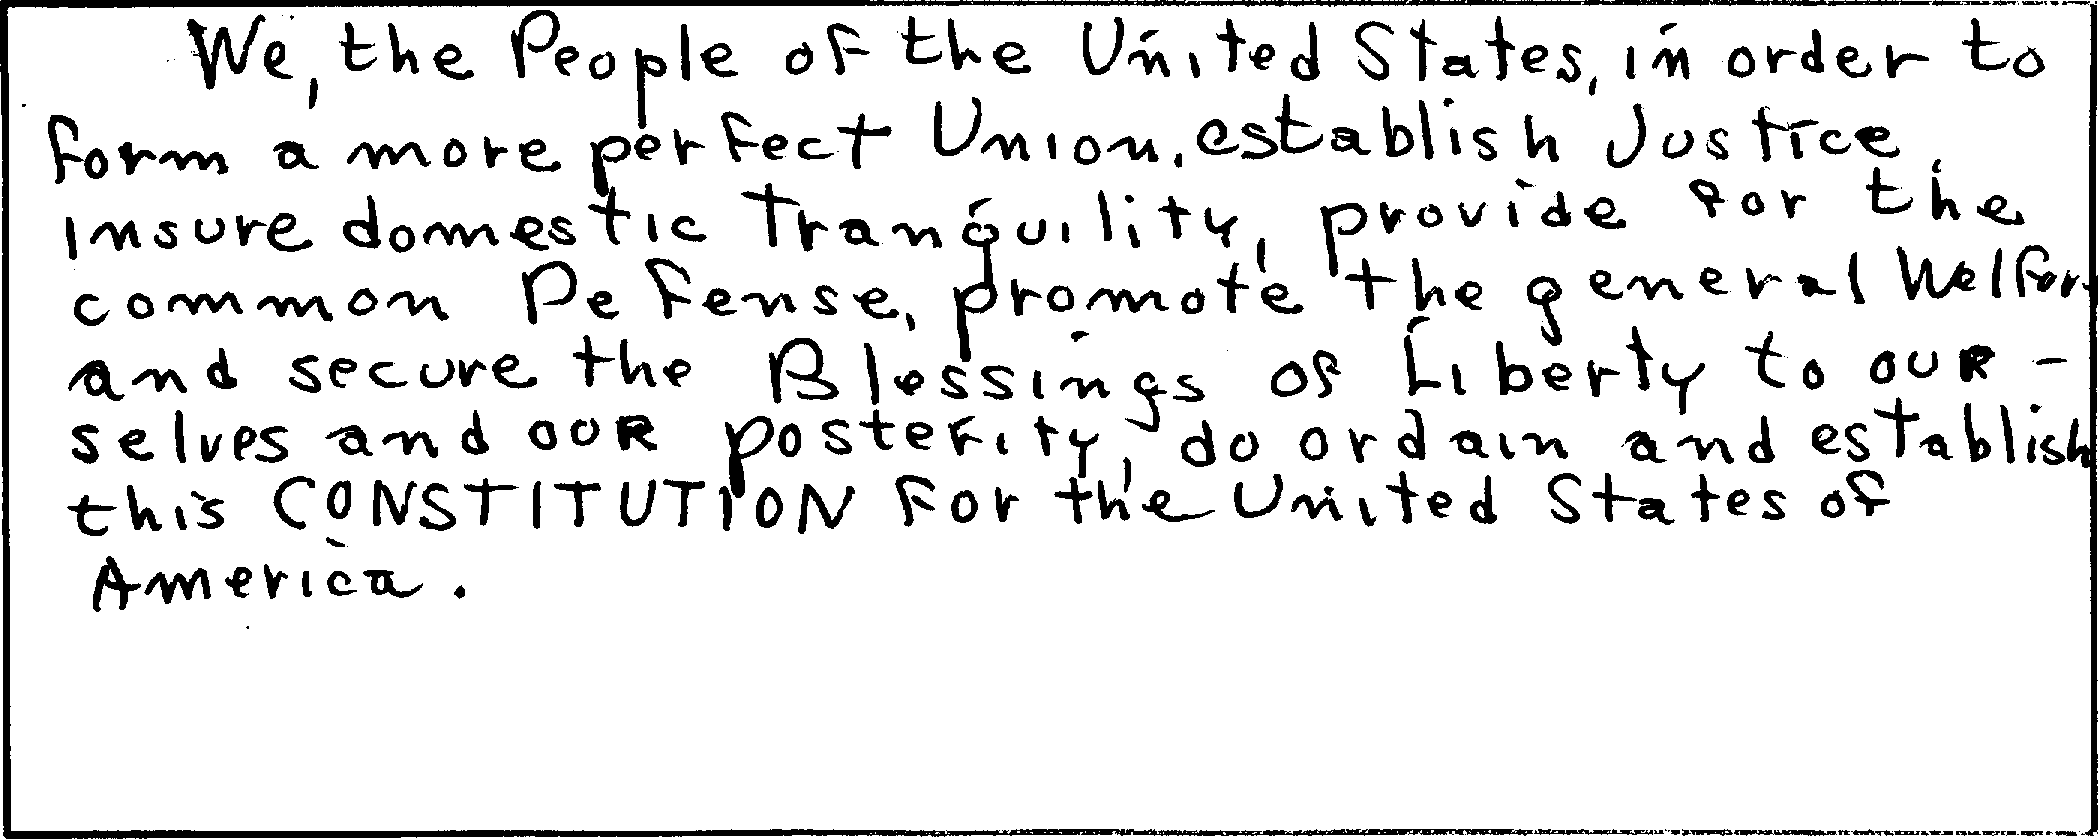 We, the People of the United States, in order to
form a more perfect Union, establish Justice,
insure domestic Tranquility, provide for the
common Defense, promote the general Welfar
and secure the Blessings of Liberty to our -
selves and our posterity, do ordain and establish
this CONSTITUTION for the United States of
America.